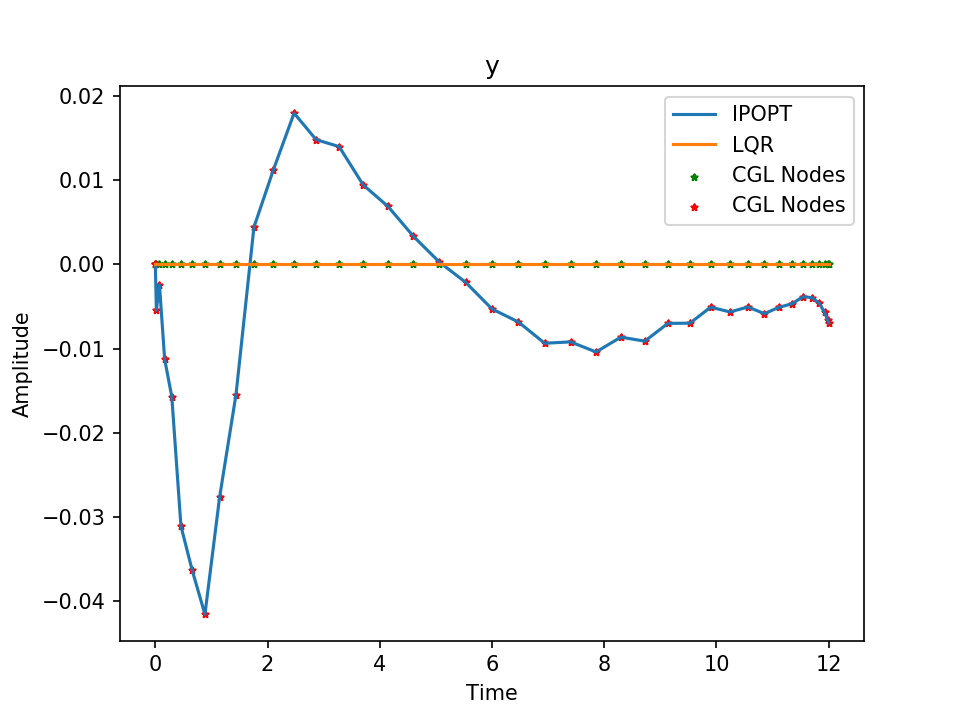 y
0.02
0.01
0.00
−0.01
−0.02
−0.03
−0.04
Amplitude
IPOPT
LQR
CGL Nodes
CGL Nodes
0 2 4 6 8 10 12
Time